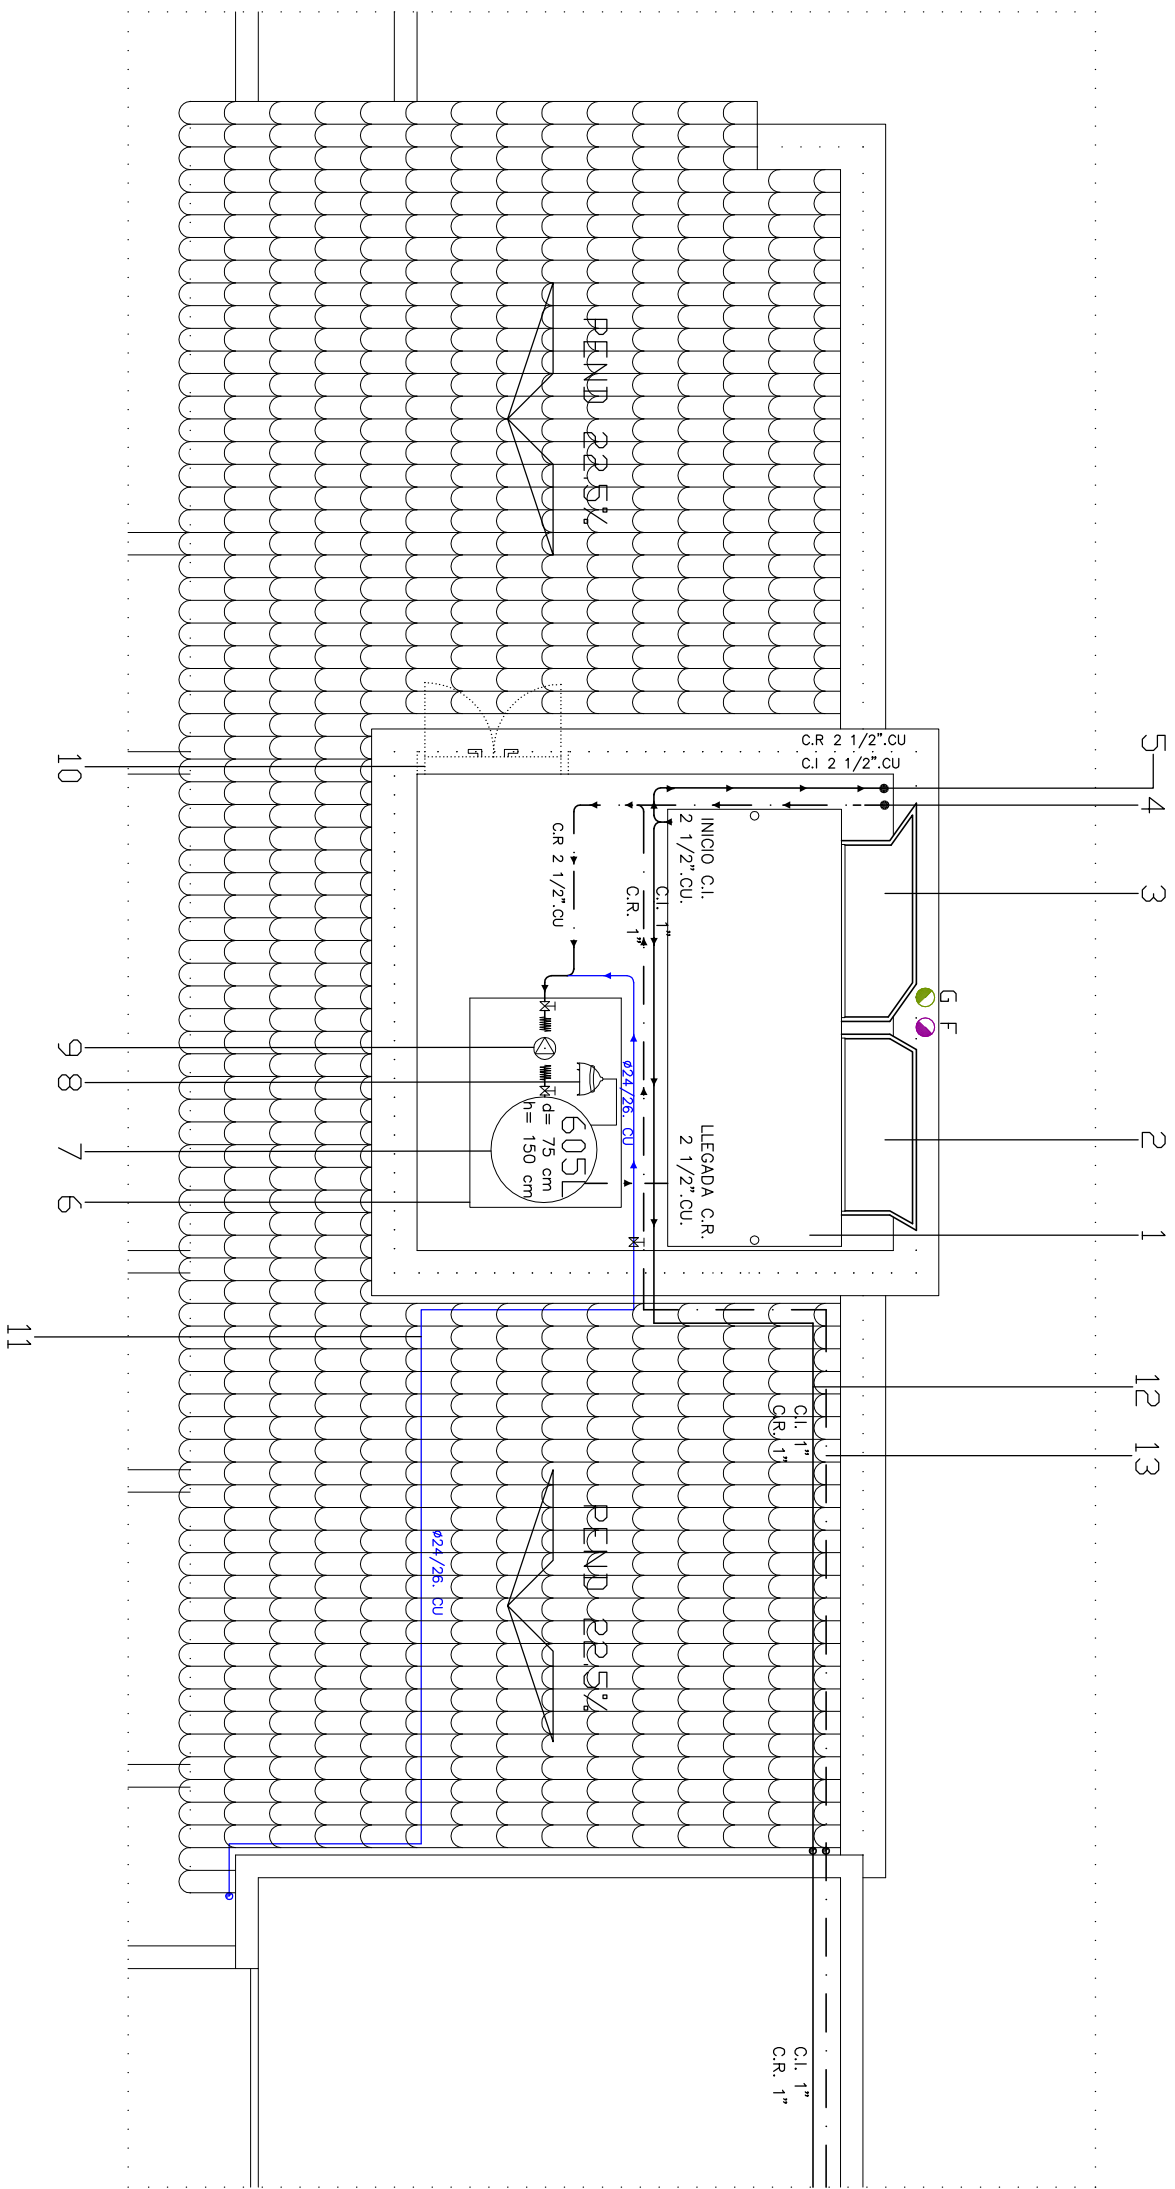 5
4
3
2
1
12
13
C.R 2 1/2".CU
C.I 2 1/2".CU
G
F
INICIO C.I.
2 1/2".CU.
LLEGADA C.R.
2 1/2".CU.
C.I. 1"
C.R. 1"
C.R 2 1/2".CU
ø24/26. CU
605L
d= 75 cm
h= 150 cm
PEND 22.5%
PEND 22.5%
C.I. 1"
C.R. 1"
C.I. 1"
C.R. 1"
ø24/26. CU
10
9
8
7
6
11